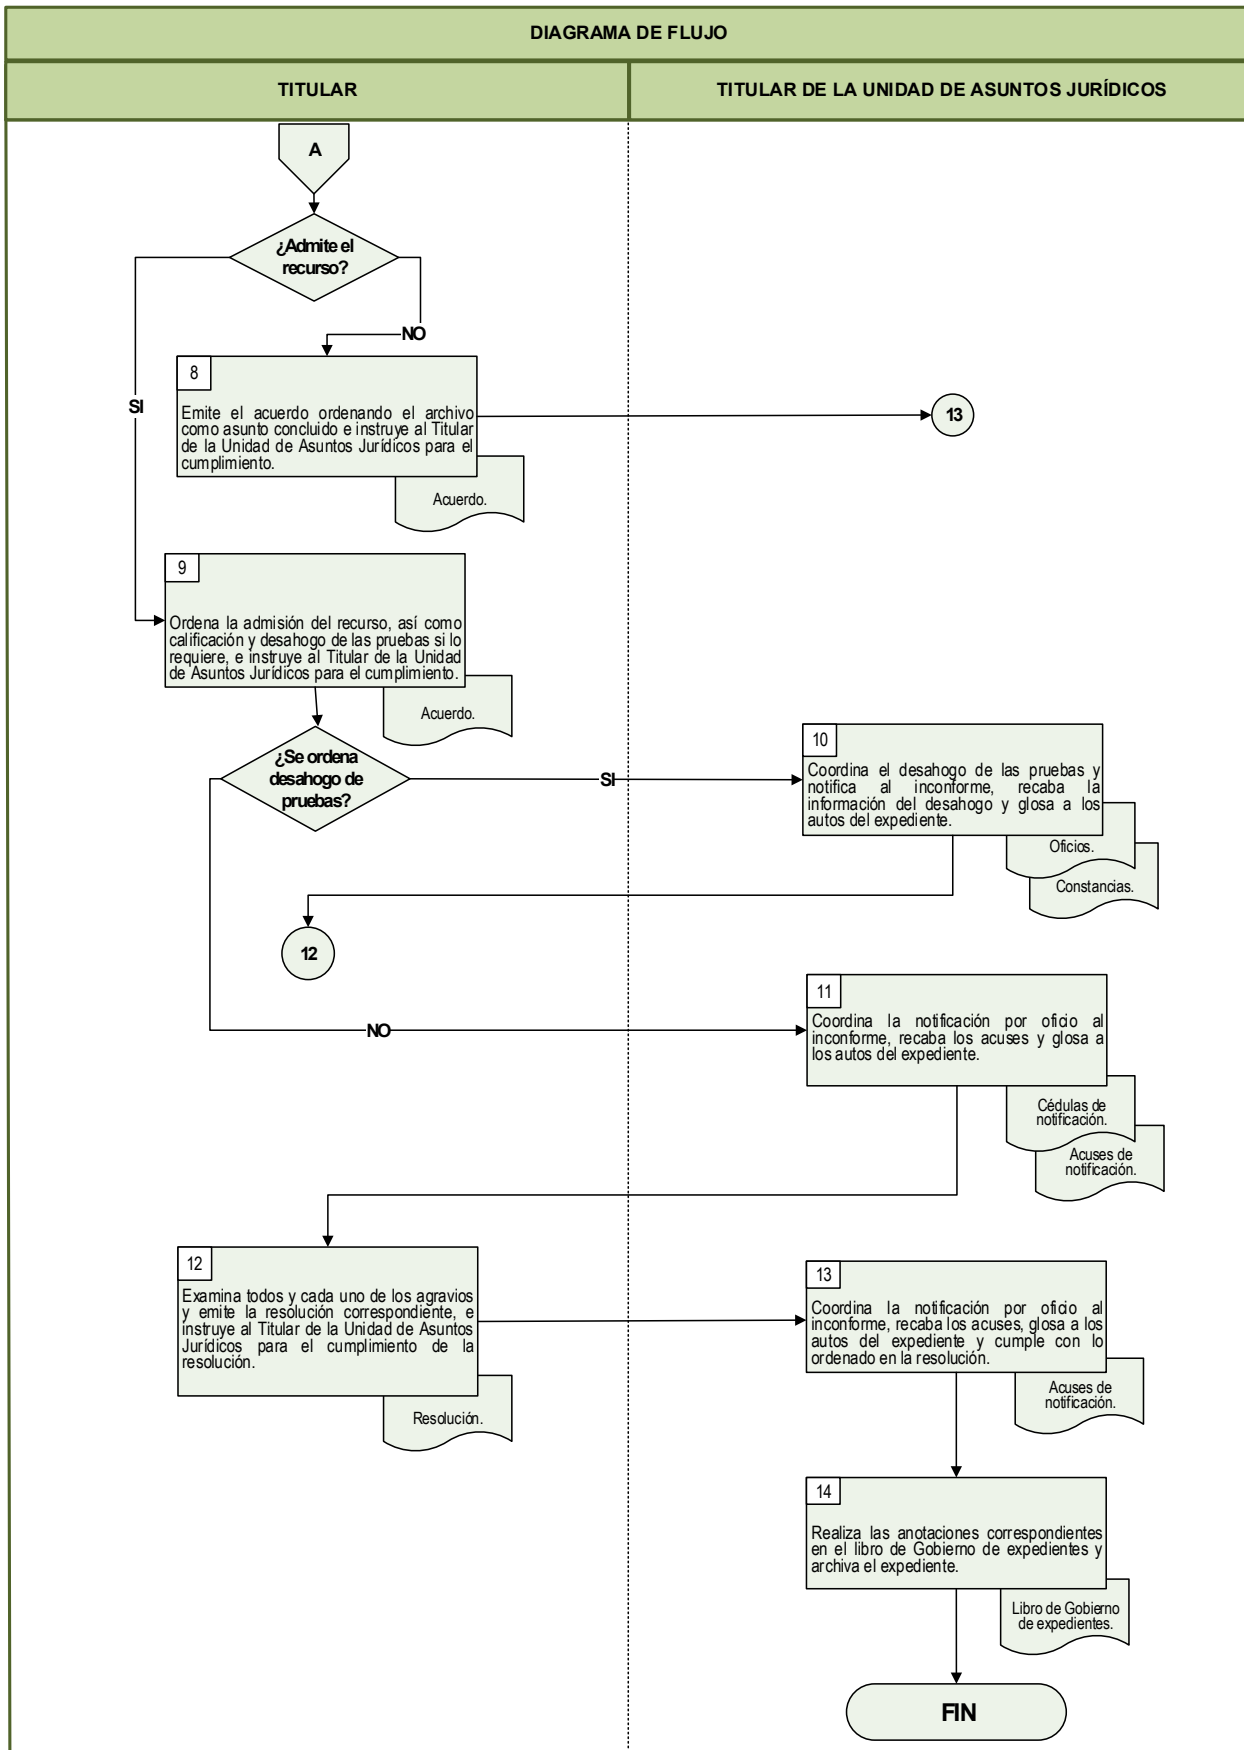 DIAGRAMA DE FLUJO
TITULAR
TITULAR DE LA UNIDAD DE ASUNTOS JURÍDICOS
A
¿Admite el
recurso?
NO
SI
8
Emite el acuerdo ordenando el archivo
como asunto concluido e instruye al Titular
de la Unidad de Asuntos Jurídicos para el
cumplimiento.
13
Acuerdo.
9
Ordena la admisión del recurso, así como
calificación y desahogo de las pruebas si lo
requiere, e instruye al Titular de la Unidad
de Asuntos Jurídicos para el cumplimiento.
Acuerdo.
¿Se ordena
desahogo de
pruebas?
SI
10
Coordina el desahogo de las pruebas y
notifica al inconforme, recaba la
información del desahogo y glosa a los
autos del expediente.
Oficios.
Constancias.
12
NO
11
Coordina la notificación por oficio al
inconforme, recaba los acuses y glosa a
los autos del expediente.
Cédulas de
notificación.
Acuses de
notificación.
12
Examina todos y cada uno de los agravios
y emite la resolución correspondiente, e
instruye al Titular de la Unidad de Asuntos
Jurídicos para el cumplimiento de la
resolución.
Resolución.
13
Coordina la notificación por oficio al
inconforme, recaba los acuses, glosa a los
autos del expediente y cumple con lo
ordenado en la resolución.
Acuses de
notificación.
14
Realiza las anotaciones correspondientes
en el libro de Gobierno de expedientes y
archiva el expediente.
Libro de Gobierno
de expedientes.
FIN